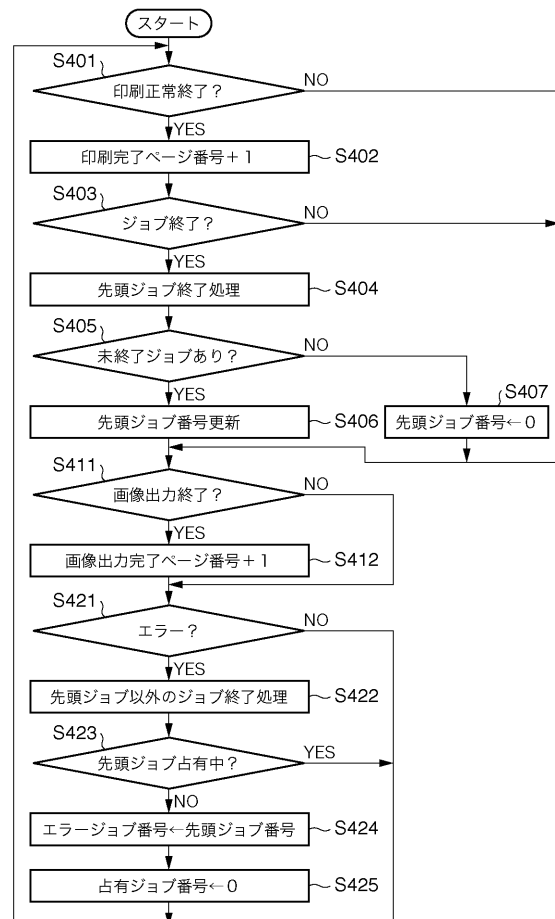 スタート
S401
印刷正常終了？
NO
YES
印刷完了ページ番号＋1
S402
S403
ジョブ終了？
NO
YES
先頭ジョブ終了処理
S404
S405
未終了ジョブあり？
NO
YES
S407
先頭ジョブ番号更新
S406
先頭ジョブ番号←0
S411
画像出力終了？
NO
YES
画像出力完了ページ番号＋1
S412
S421
エラー？
NO
YES
先頭ジョブ以外のジョブ終了処理
S422
S423
先頭ジョブ占有中？
YES
NO
エラージョブ番号←先頭ジョブ番号
S424
占有ジョブ番号←0
S425